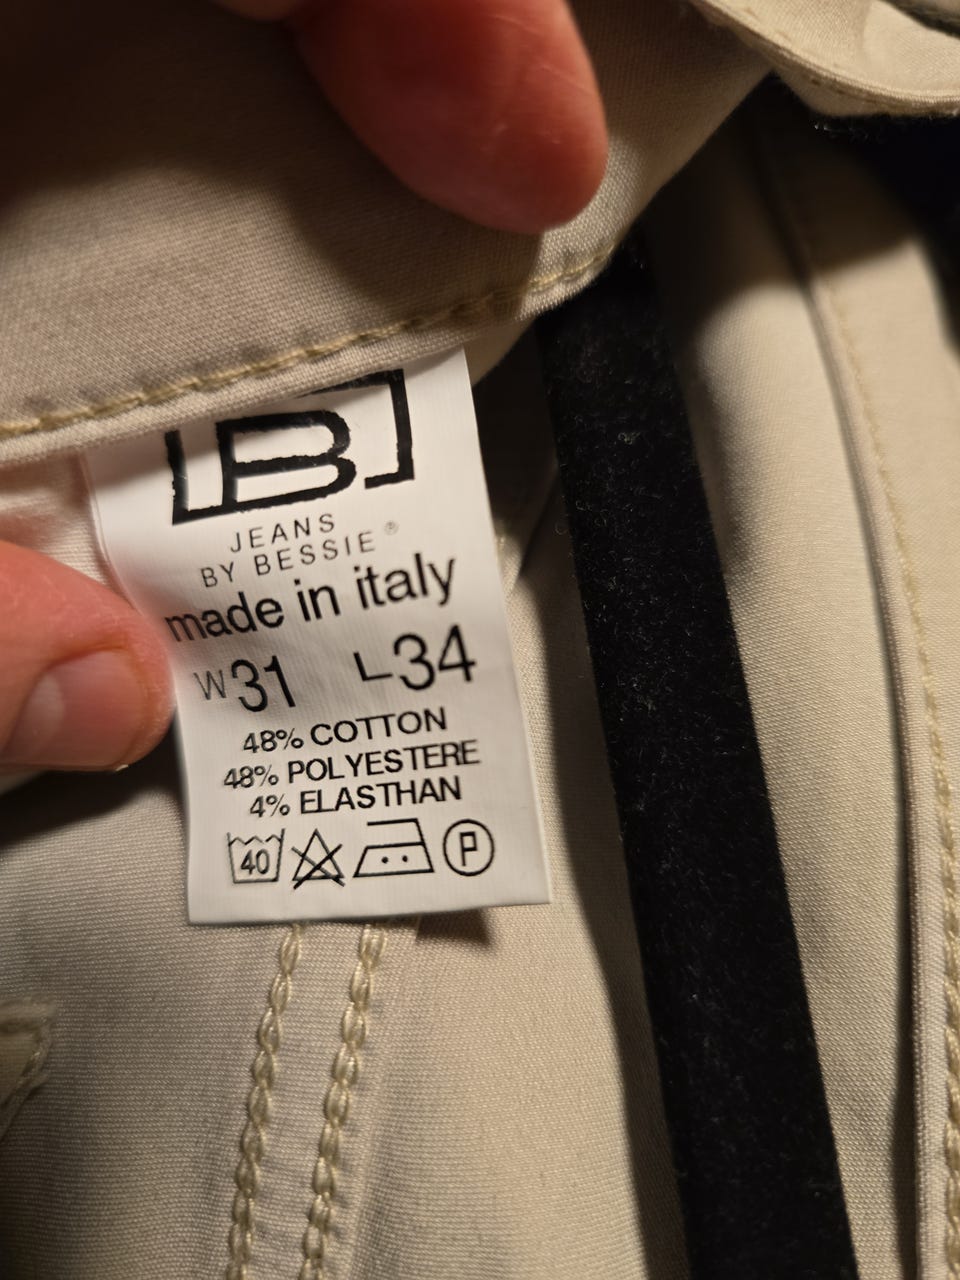 B
JEANS
BY BESSIE®
made in italy
W31 L34
48% COTTON
48% POLYESTERE
4% ELASTHAN
40 P